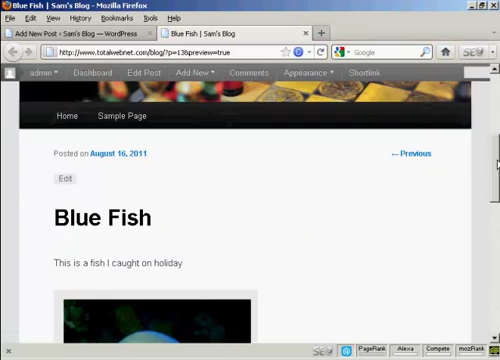 Blue Fish | Sam's Blog - Mozilla Firefox
File Edit View History Bookmarks Tools Help
Add New Post ‹ Sam's Blog — WordPress × Blue Fish | Sam's Blog × +
http://www.totalwebnet.com/blog/?p=13&preview=true Google SEO
admin Dashboard Edit Post Add New Comments Appearance Shortlink
Home Sample Page
Posted on August 16, 2011 ← Previous
Edit
Blue Fish
This is a fish I caught on holiday
× SEO PageRank Alexa Compete mozRank